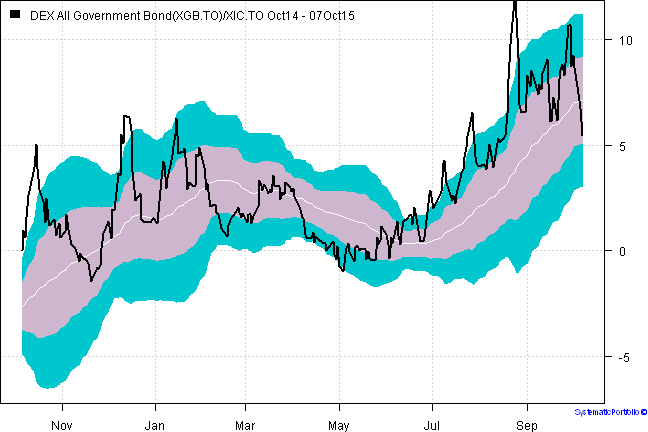 DEX All Government Bond(XGB.TO)/XIC.TO Oct14 - 07Oct15
10
5
0
-5
Nov Jan Mar May Jul Sep
SystematicPortfolio ©